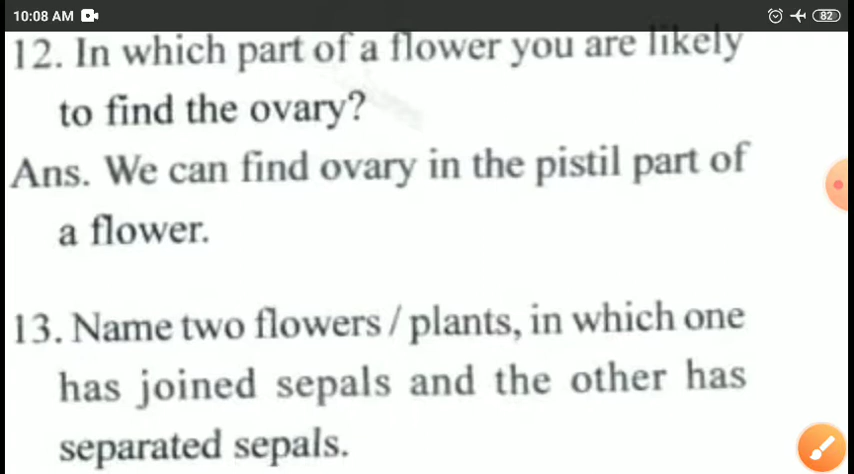 10:08 AM
82
12. In which part of a flower you are likely
to find the ovary?
Ans. We can find ovary in the pistil part of
a flower.
13. Name two flowers / plants, in which one
has joined sepals and the other has
separated sepals.